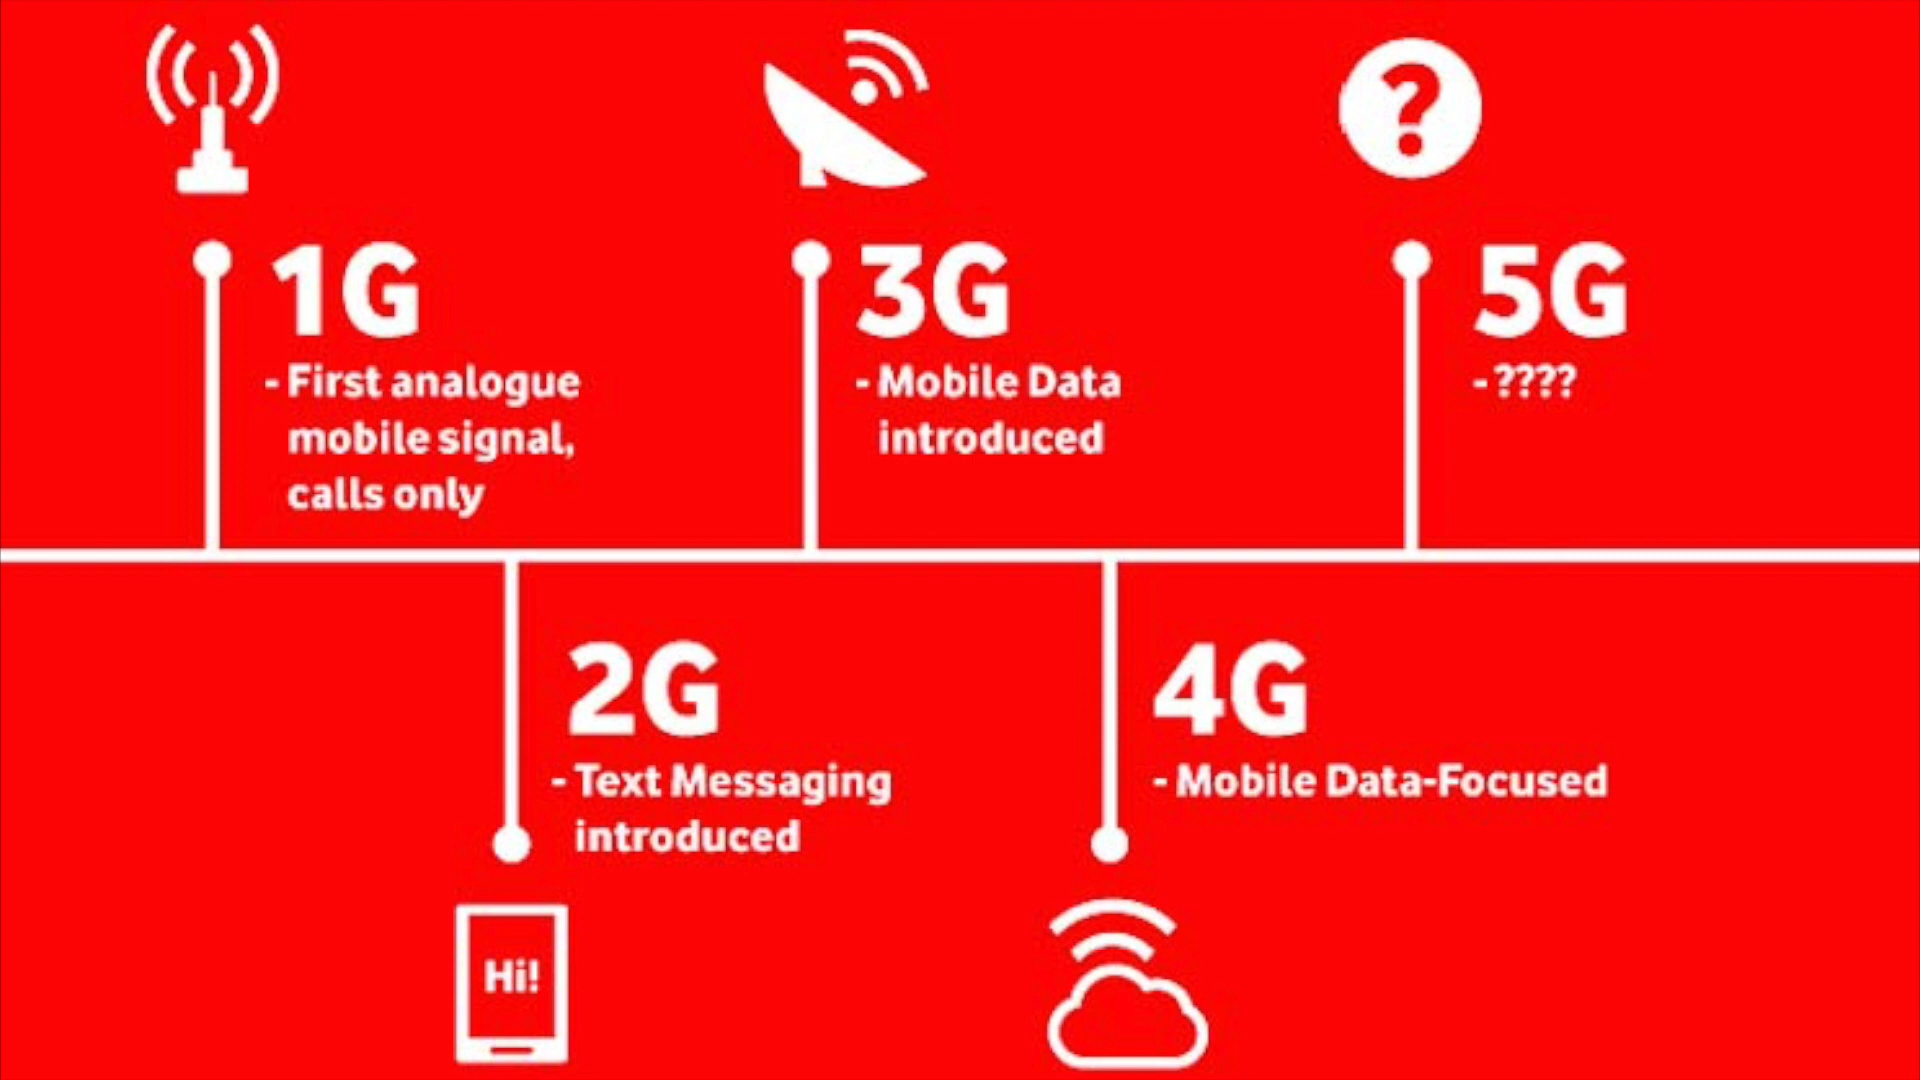 ?
1G
- First analogue
mobile signal,
calls only
3G
- Mobile Data
introduced
5G
- ????
2G
- Text Messaging
introduced
Hi!
4G
- Mobile Data-Focused